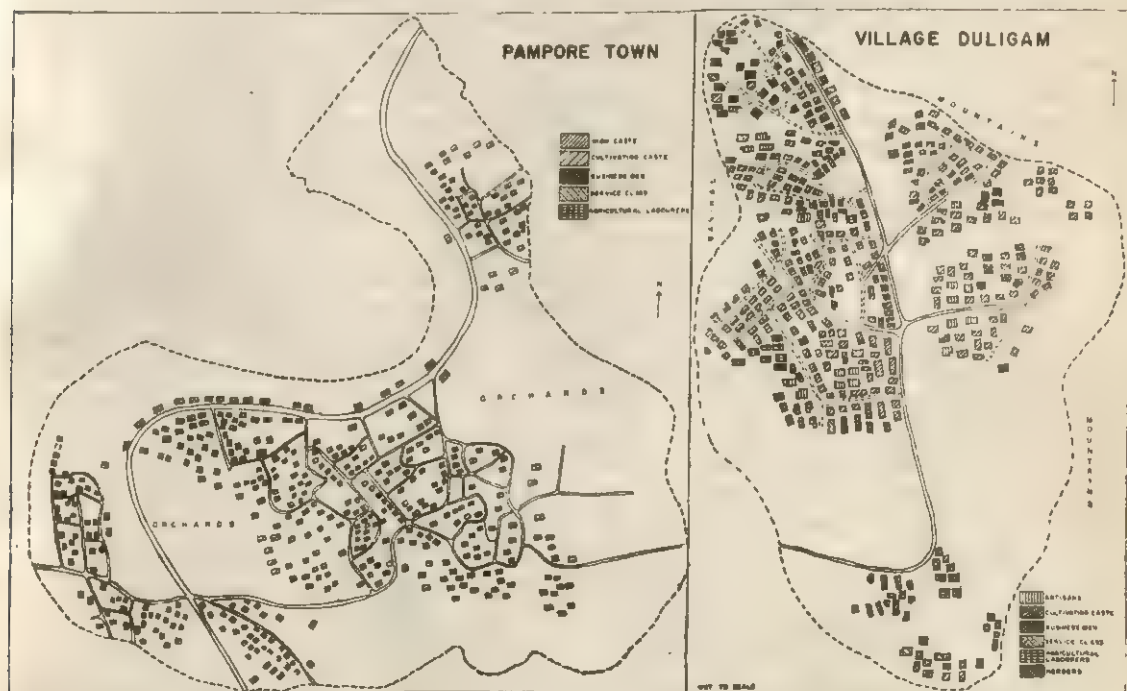 PAMPORE TOWN
HIGH CASTE
CULTIVATING CASTE
BUSINESS MEN
SERVICE CLASS
AGRICULTURAL LABOURERS
N
ORCHARDS
ORCHARDS
VILLAGE DULIGAM
N
MOUNTAINS
MOUNTAINS
ARTISANS
CULTIVATING CASTE
BUSINESS MEN
SERVICE CLASS
AGRICULTURAL
LABOURERS
HERDERS
NOT TO SCALE